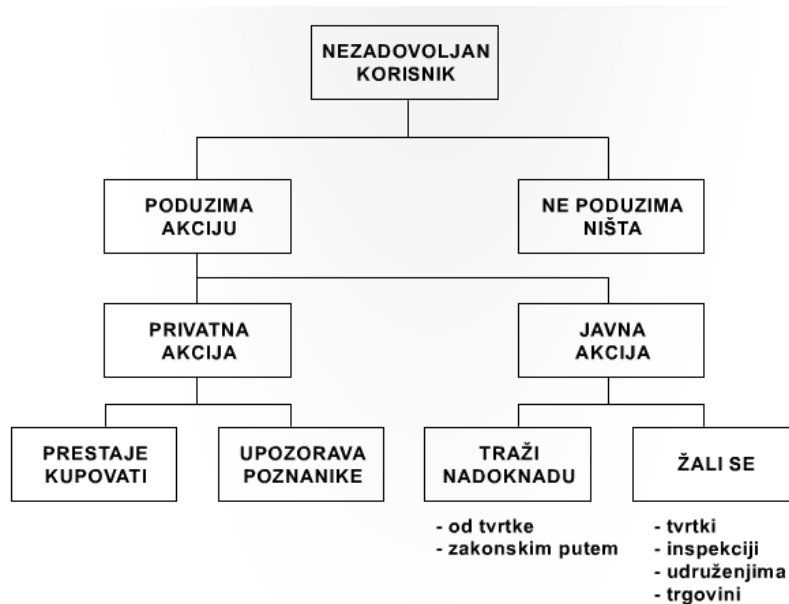 NEZADOVOLJAN
KORISNIK
PODUZIMA
AKCIJU
NE PODUZIMA
NIŠTA
PRIVATNA
AKCIJA
JAVNA
AKCIJA
PRESTAJE
KUPOVATI
UPOZORAVA
POZNANIKE
TRAŽI
NADOKNADU
ŽALI SE
- od tvrtke
- zakonskim putem
- tvrtki
- inspekciji
- udruženjima
- trgovini